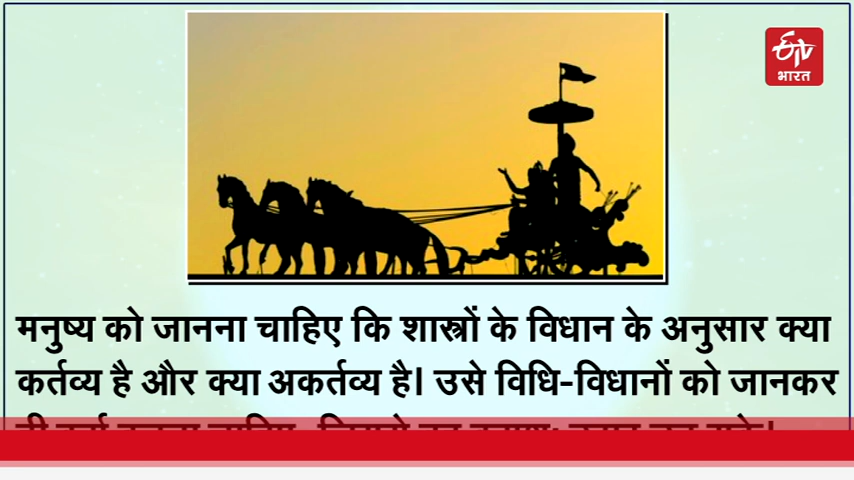 ETV
भारत
मनुष्य को जानना चाहिए कि शास्त्रों के विधान के अनुसार क्या
कर्तव्य है और क्या अकर्तव्य है। उसे विधि-विधानों को जानकर